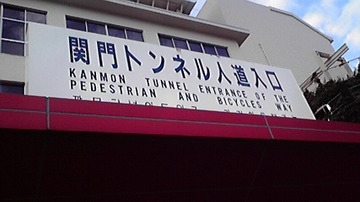 関門トンネル人道入口
KANMON TUNNEL ENTRANCE OF THE
PEDESTRIAN AND BICYCLES WAY